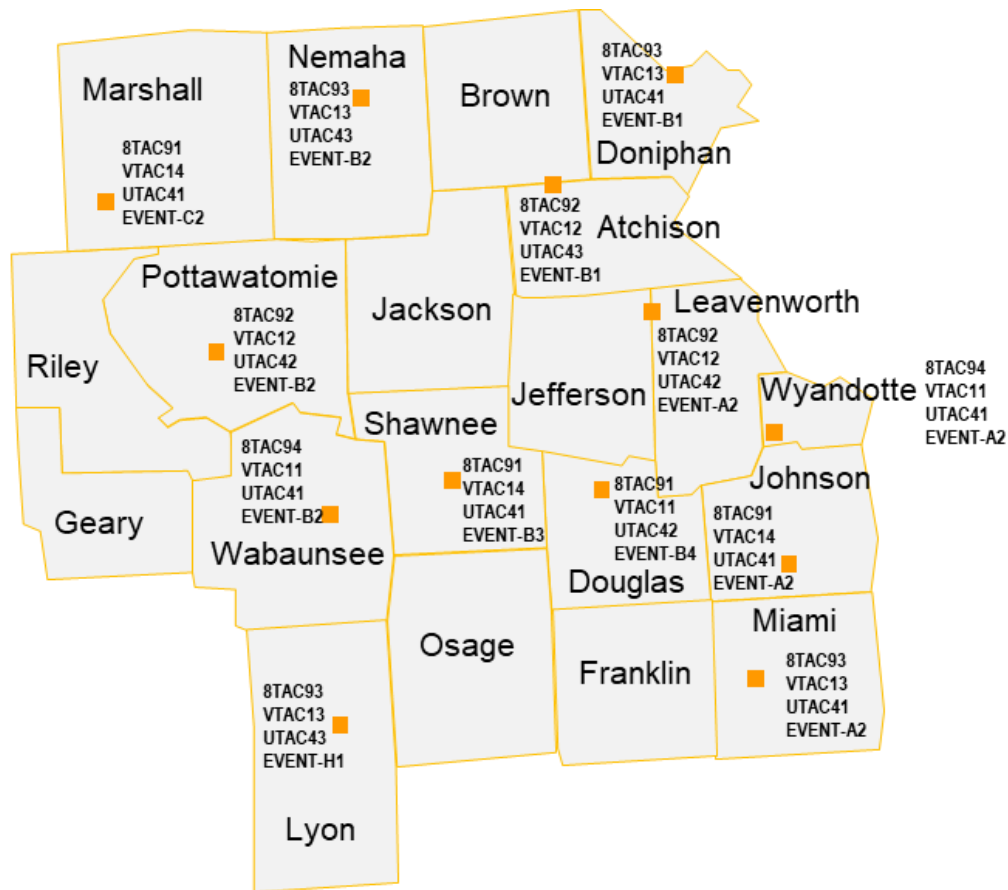 Marshall
8TAC91
VTAC14
UTAC41
EVENT-C2
Nemaha
8TAC93
VTAC13
UTAC43
EVENT-B2
Brown
8TAC93
VTAC13
UTAC41
EVENT-B1
Doniphan
8TAC92
VTAC12
UTAC43
EVENT-B1
Atchison
Pottawatomie
8TAC92
VTAC12
UTAC42
EVENT-B2
Riley
Jackson
Jefferson
Leavenworth
8TAC92
VTAC12
UTAC42
EVENT-A2
Wyandotte
8TAC94
VTAC11
UTAC41
EVENT-A2
Geary
8TAC94
VTAC11
UTAC41
EVENT-B2
Wabaunsee
Shawnee
8TAC91
VTAC14
UTAC41
EVENT-B3
8TAC91
VTAC11
UTAC42
EVENT-B4
Douglas
Johnson
8TAC91
VTAC14
UTAC41
EVENT-A2
Osage
Franklin
Miami
8TAC93
VTAC13
UTAC41
EVENT-A2
8TAC93
VTAC13
UTAC43
EVENT-H1
Lyon